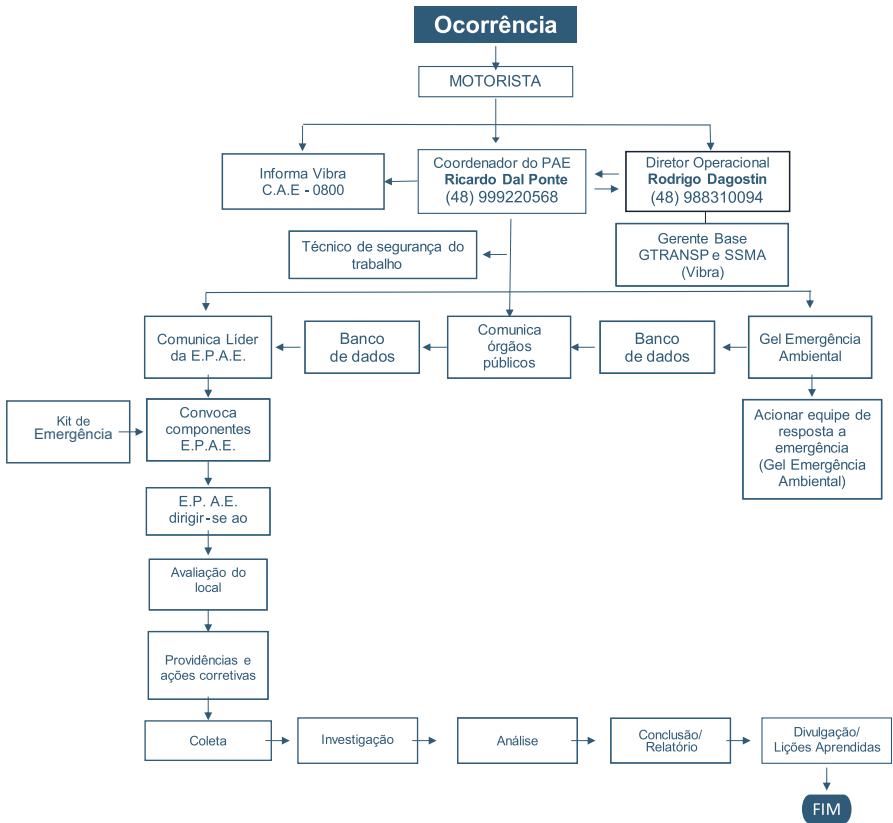 Ocorrência
MOTORISTA
Informa Vibra
C.A.E - 0800
Coordenador do PAE
Ricardo Dal Ponte
(48) 999220568
Diretor Operacional
Rodrigo Dagostin
(48) 988310094
Técnico de segurança do
trabalho
Gerente Base
GTRANSP e SSMA
(Vibra)
Comunica Líder
da E.P.A.E.
Banco
de dados
Comunica
órgãos
públicos
Banco
de dados
Gel Emergência
Ambiental
Kit de
Emergência
Convoca
componentes
E.P.A.E.
Acionar equipe de
resposta a
emergência
(Gel Emergência
Ambiental)
E.P. A.E.
dirigir-se ao
Avaliação do
local
Providências e
ações corretivas
Coleta
Investigação
Análise
Conclusão/
Relatório
Divulgação/
Lições Aprendidas
FIM